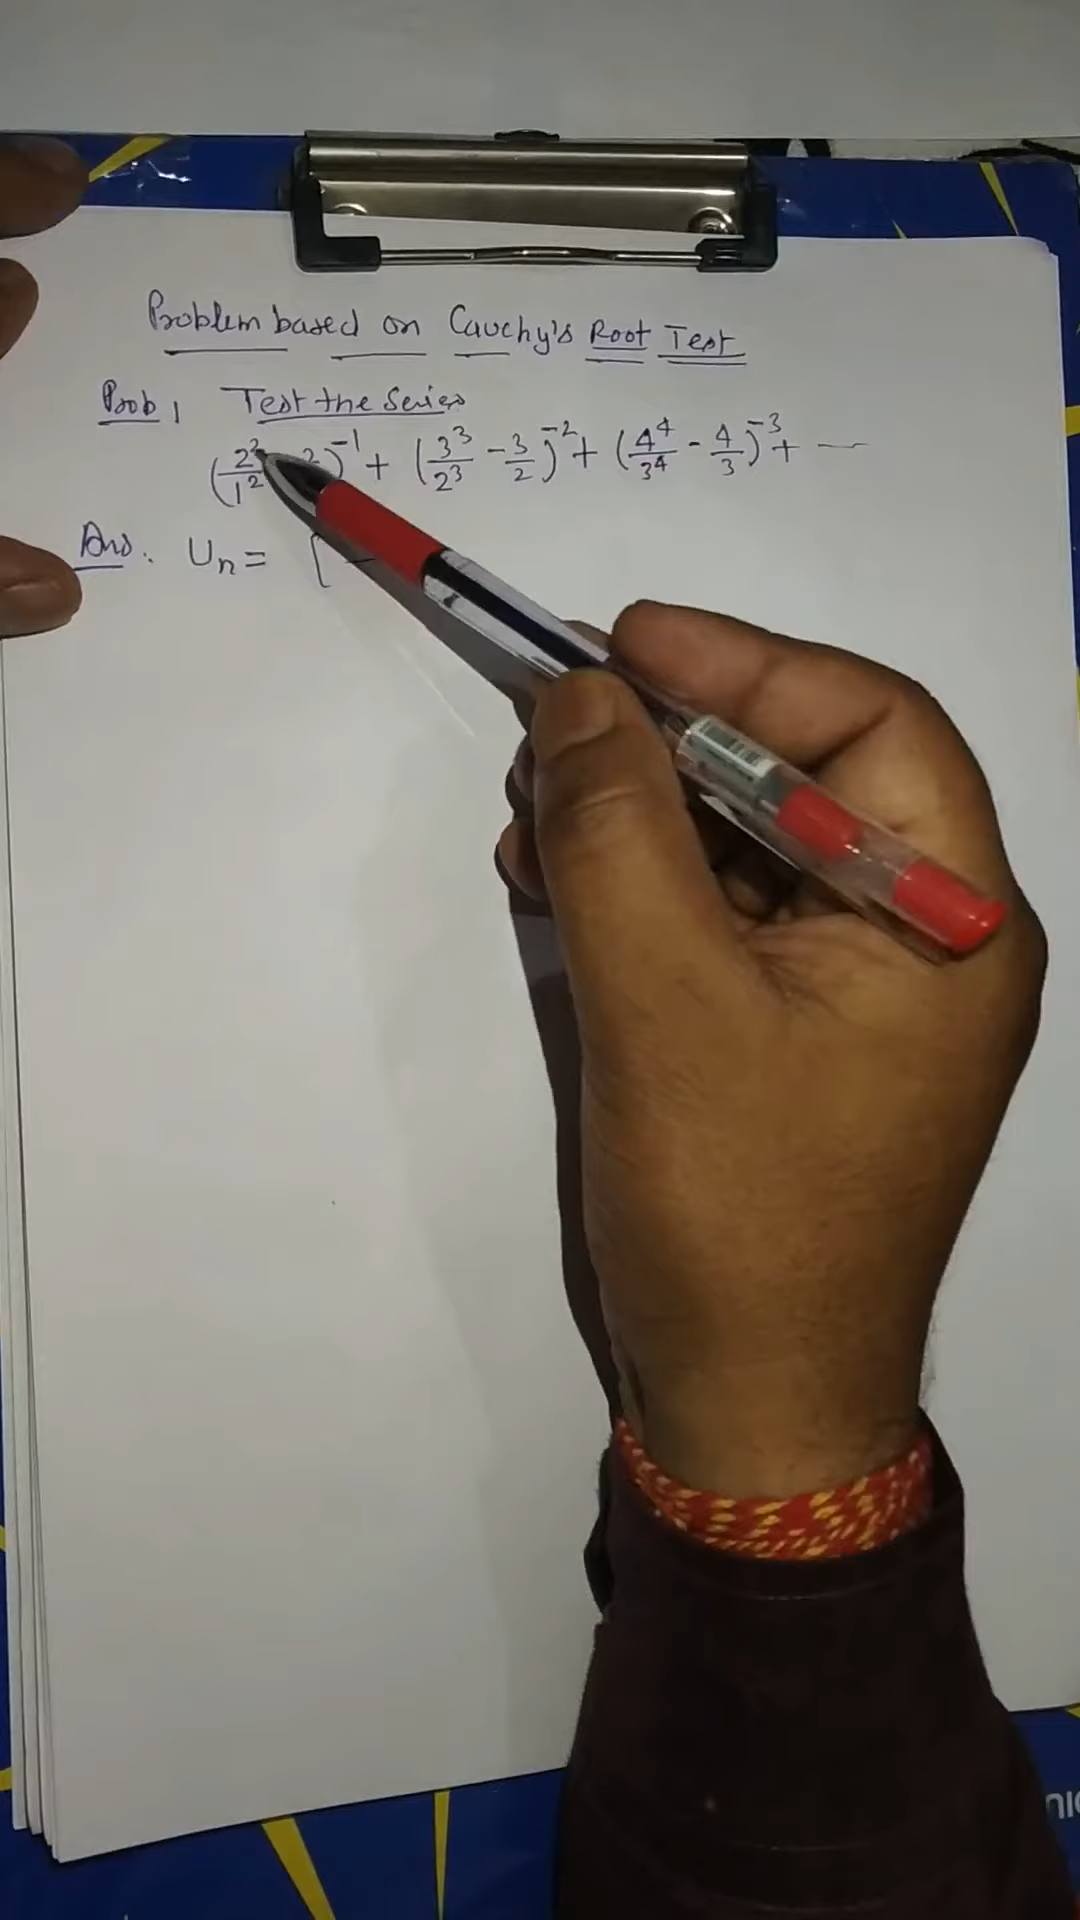 Problem based on Cauchy's Root Test
Prob 1 Test the Series
(2²/1² 2)⁻¹ + (3³/2³ - 3/2)⁻² + (4⁴/3⁴ - 4/3)⁻³ + —
Ans. Uₙ = [